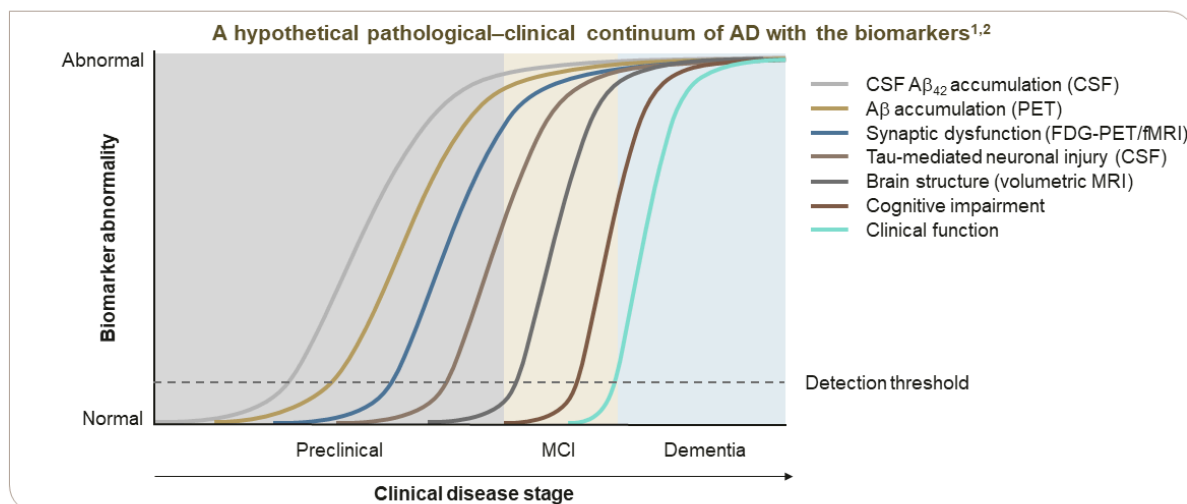 A hypothetical pathological–clinical continuum of AD with the biomarkers1,2
Abnormal
Biomarker abnormality
Normal
CSF Aβ42 accumulation (CSF)
Aβ accumulation (PET)
Synaptic dysfunction (FDG-PET/fMRI)
Tau-mediated neuronal injury (CSF)
Brain structure (volumetric MRI)
Cognitive impairment
Clinical function
Detection threshold
Preclinical
MCI
Dementia
Clinical disease stage